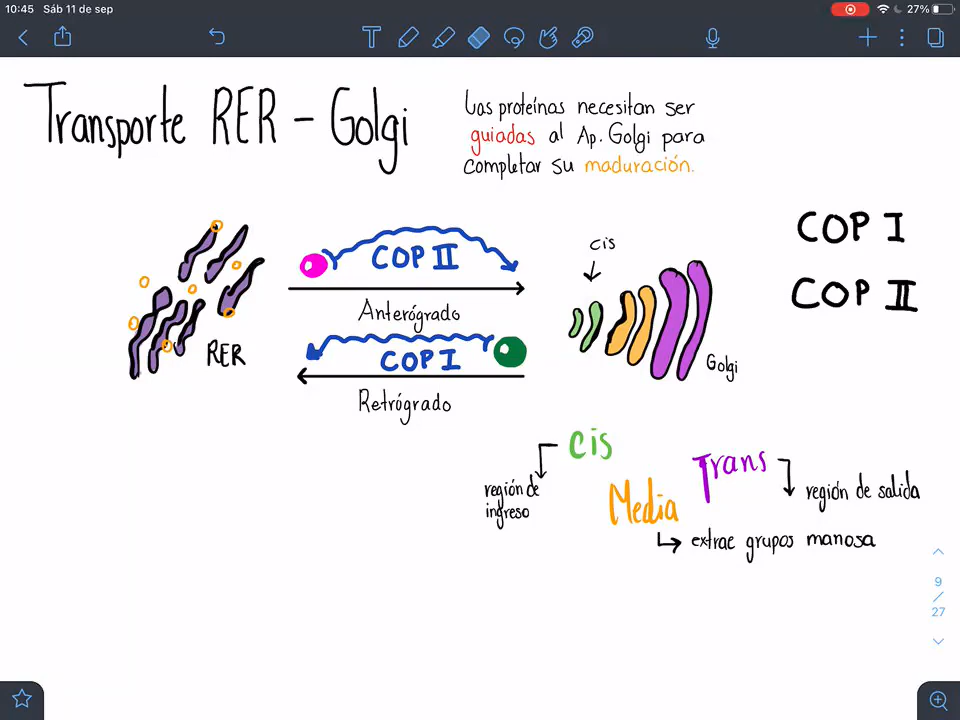 10:45 Sáb 11 de sep
27%
Transporte RER - Golgi
Las proteínas necesitan ser
guiadas al Ap. Golgi para
completar su maduración.
COP I
COP II
cis
COP II
Anterógrado
RER
COP I
Retrógrado
Golgi
cis
región de
ingreso
Trans
región de salida
Media
extrae grupos manosa
9
/
27